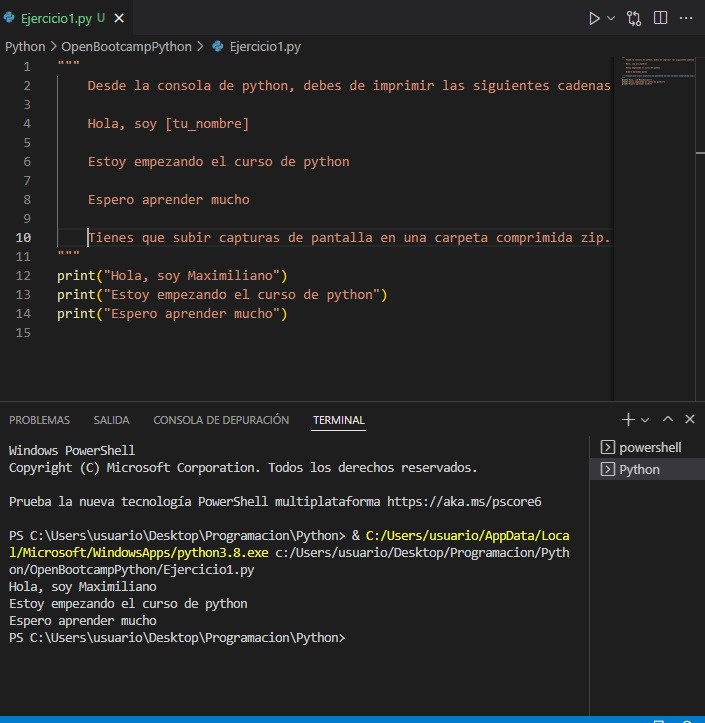 Ejercicio1.py U
Python > OpenBootcampPython > Ejercicio1.py
1 """
2 Desde la consola de python, debes de imprimir las siguientes cadenas
3
4 Hola, soy [tu_nombre]
5
6 Estoy empezando el curso de python
7
8 Espero aprender mucho
9
10 Tienes que subir capturas de pantalla en una carpeta comprimida zip.
11 """
12 print("Hola, soy Maximiliano")
13 print("Estoy empezando el curso de python")
14 print("Espero aprender mucho")
15
PROBLEMAS SALIDA CONSOLA DE DEPURACIÓN TERMINAL
powershell
Python
Windows PowerShell
Copyright (C) Microsoft Corporation. Todos los derechos reservados.
Prueba la nueva tecnología PowerShell multiplataforma https://aka.ms/pscore6
PS C:\Users\usuario\Desktop\Programacion\Python> & C:/Users/usuario/AppData/Loca
l/Microsoft/WindowsApps/python3.8.exe c:/Users/usuario/Desktop/Programacion/Pyth
on/OpenBootcampPython/Ejercicio1.py
Hola, soy Maximiliano
Estoy empezando el curso de python
Espero aprender mucho
PS C:\Users\usuario\Desktop\Programacion\Python>